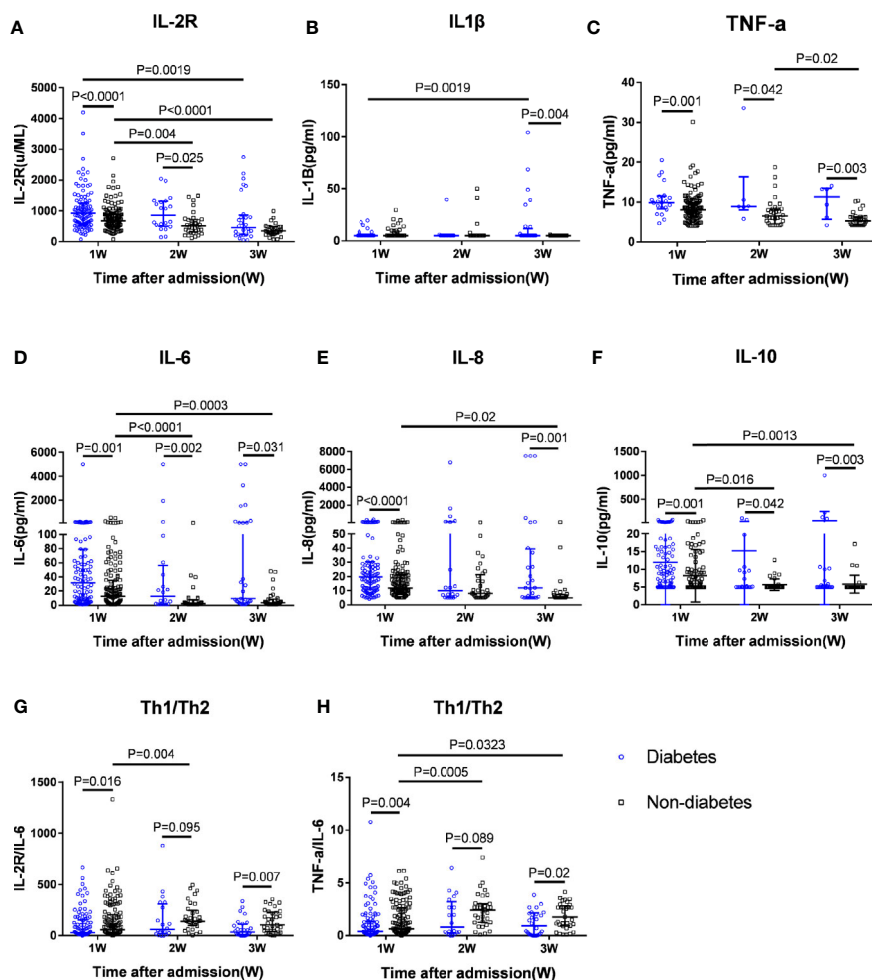 A
IL-2R
P=0.0019
P<0.0001
P<0.0001
P=0.004
P=0.025
IL-2R(u/ML)
5000
4000
3000
2000
1000
0
1W 2W 3W
Time after admission(W)
B
IL1β
P=0.0019
P=0.004
IL-1B(pg/ml)
150
100
50
0
1W 2W 3W
Time after admission(W)
C
TNF-a
P=0.02
P=0.042
P=0.001
P=0.003
TNF-a(pg/ml)
40
30
20
10
0
1W 2W 3W
Time after admission(W)
D
IL-6
P=0.0003
P<0.0001
P=0.001 P=0.002 P=0.031
IL-6(pg/ml)
6000
4000
2000
100
80
60
40
20
0
1W 2W 3W
Time after admission(W)
E
IL-8
P=0.02
P=0.001
P<0.0001
IL-8(pg/ml)
8000
6000
4000
2000
50
40
30
20
10
0
1W 2W 3W
Time after admission(W)
F
IL-10
P=0.0013
P=0.016
P=0.003
P=0.001 P=0.042
IL-10(pg/ml)
1500
1000
500
20
15
10
5
0
1W 2W 3W
Time after admission(W)
G
Th1/Th2
P=0.004
P=0.016
P=0.095
P=0.007
IL-2R/IL-6
1500
1000
500
0
1W 2W 3W
Time after admission(W)
H
Th1/Th2
P=0.0323
P=0.0005
P=0.004
P=0.089
P=0.02
TNF-a/IL-6
15
10
5
0
1W 2W 3W
Time after admission(W)
Diabetes
Non-diabetes